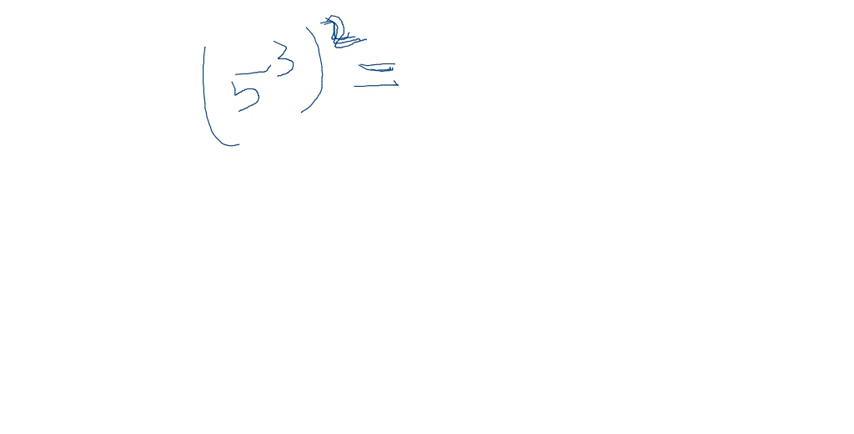 (5³)² =